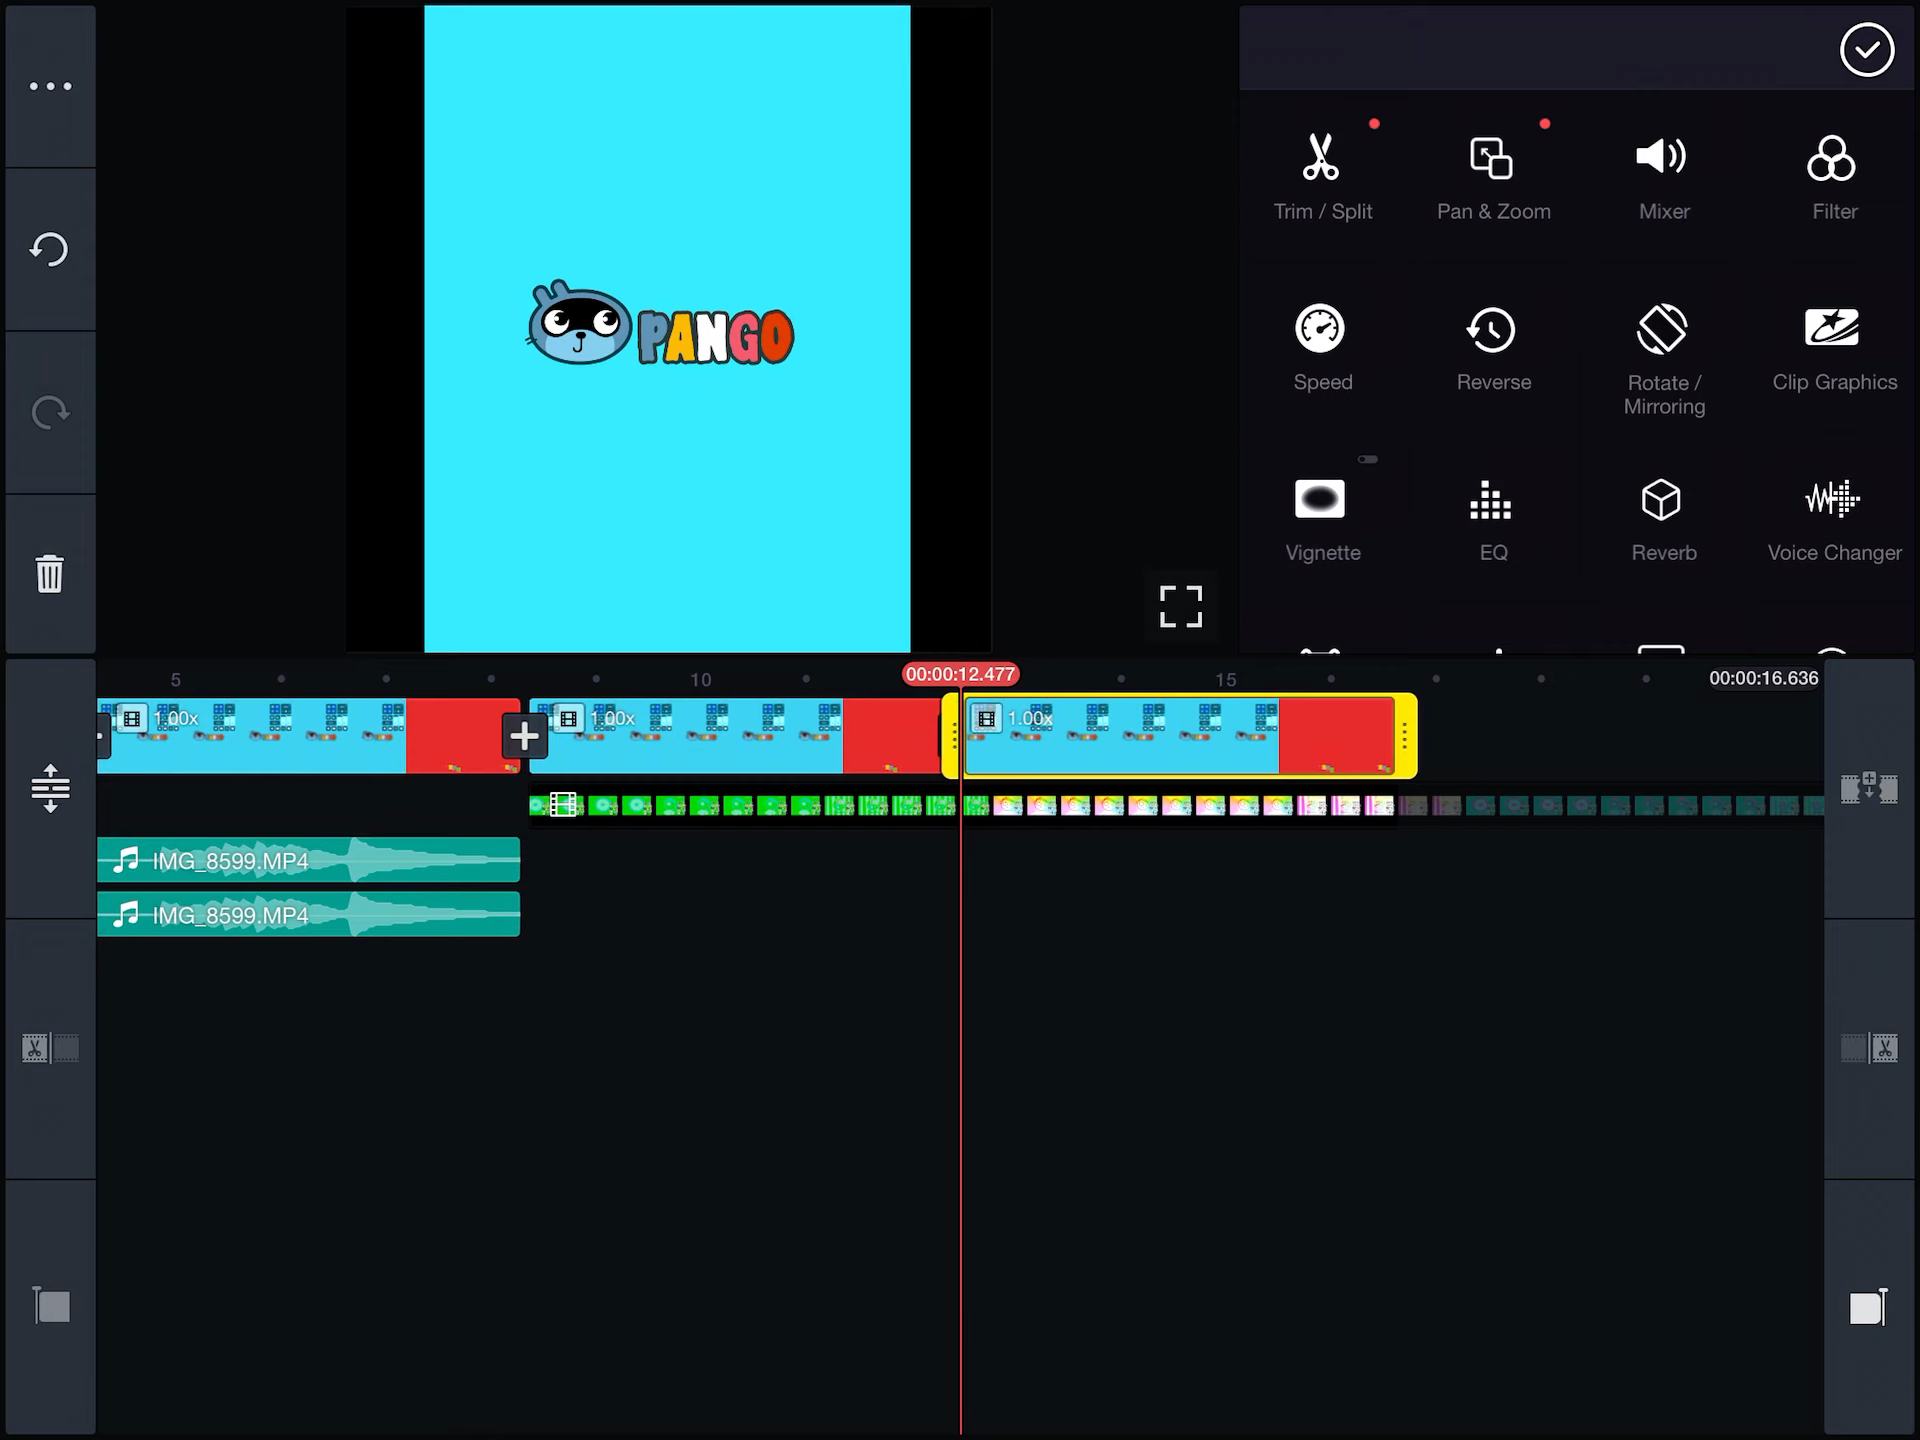 PANGO
Trim / Split
Pan & Zoom
Mixer
Filter
Speed
Reverse
Rotate /
Mirroring
Clip Graphics
Vignette
EQ
Reverb
Voice Changer
5
10
00:00:12.477
15
00:00:16.636
1.00x
1.00x
1.00x
IMG_8599.MP4
IMG_8599.MP4